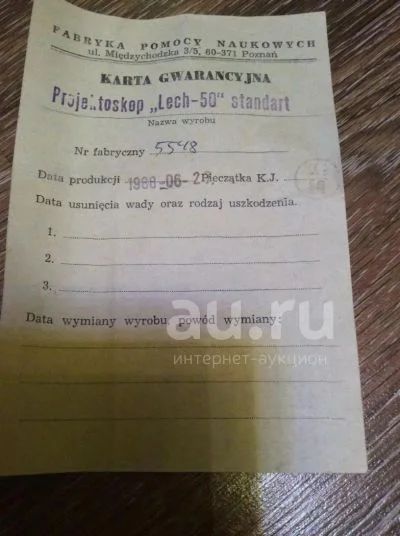 FABRYKA POMOCY NAUKOWYCH
ul. Międzychodzka 3/5, 60-371 Poznań
KARTA GWARANCYJNA
Projektoskop „Lech-50" standart
Nazwa wyrobu
Nr fabryczny 5548
Data produkcji 1988-06-2 Pieczątka K.J.
Data usunięcia wady oraz rodzaj uszkodzenia.
1.
2.
3.
Data wymiany wyrobu powód wymiany:
au.ru
интернет-аукцион